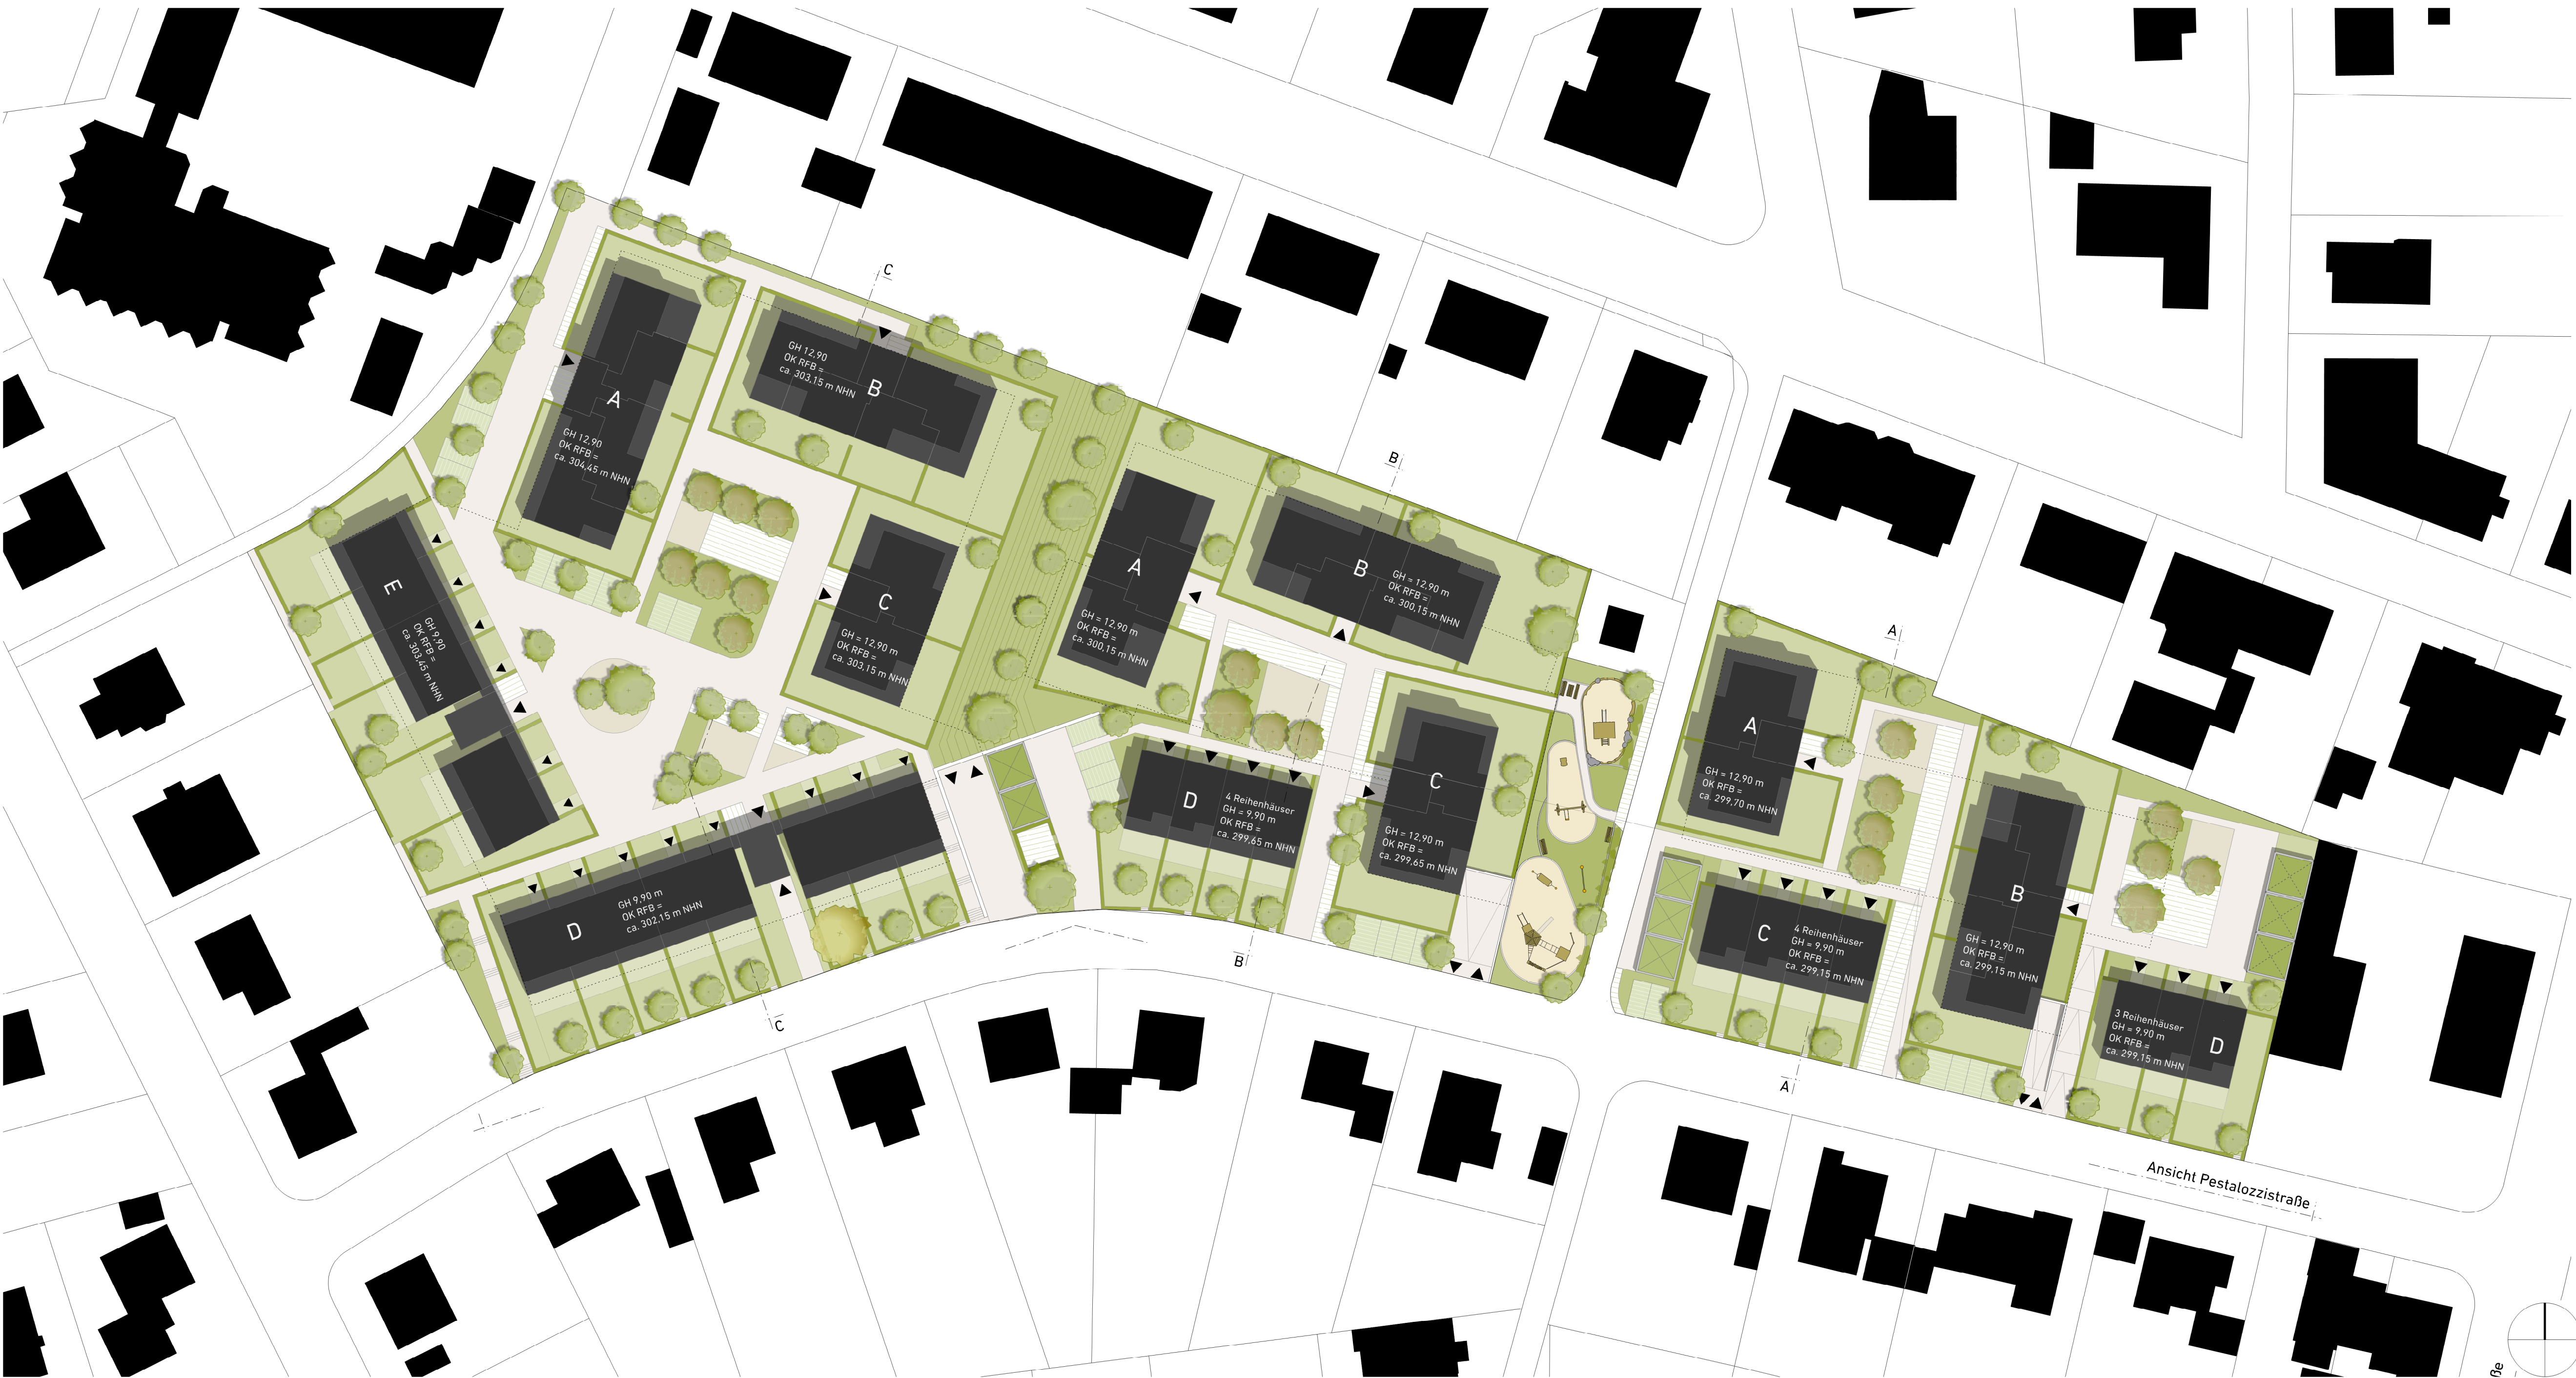 C
A
GH 12,90
OK RFB =
ca. 304,45 m NHN
GH 12,90
OK RFB =
ca. 303,15 m NHN
B
E
GH 9,90
OK RFB =
ca. 303,45 m NHN
C
GH = 12,90 m
OK RFB =
ca. 303,15 m NHN
D
GH 9,90 m
OK RFB =
ca. 302,15 m NHN
C
B
A
GH = 12,90 m
OK RFB =
ca. 300,15 m NHN
B
GH = 12,90 m
OK RFB =
ca. 300,15 m NHN
D
4 Reihenhäuser
GH = 9,90 m
OK RFB =
ca. 299,65 m NHN
C
GH = 12,90 m
OK RFB =
ca. 299,65 m NHN
B
A
A
GH = 12,90 m
OK RFB =
ca. 299,70 m NHN
C
4 Reihenhäuser
GH = 9,90 m
OK RFB =
ca. 299,15 m NHN
B
GH = 12,90 m
OK RFB =
ca. 299,15 m NHN
3 Reihenhäuser
GH = 9,90 m
OK RFB =
ca. 299,15 m NHN
D
A
Ansicht Pestalozzistraße
ße